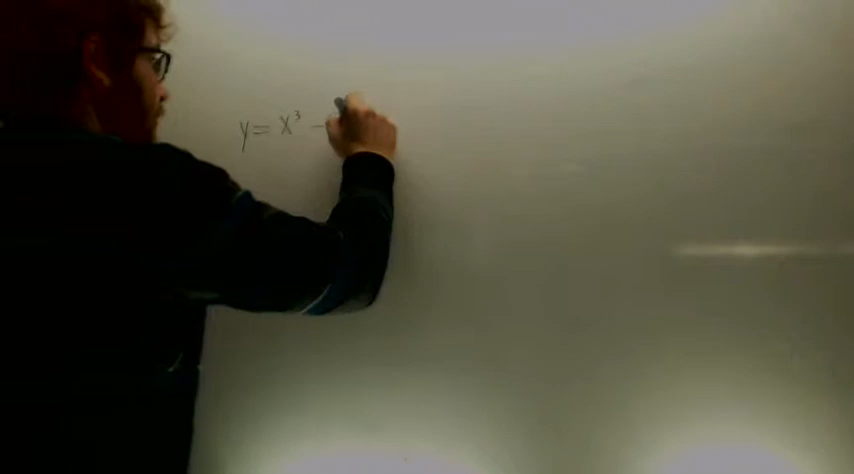 y = x³ -